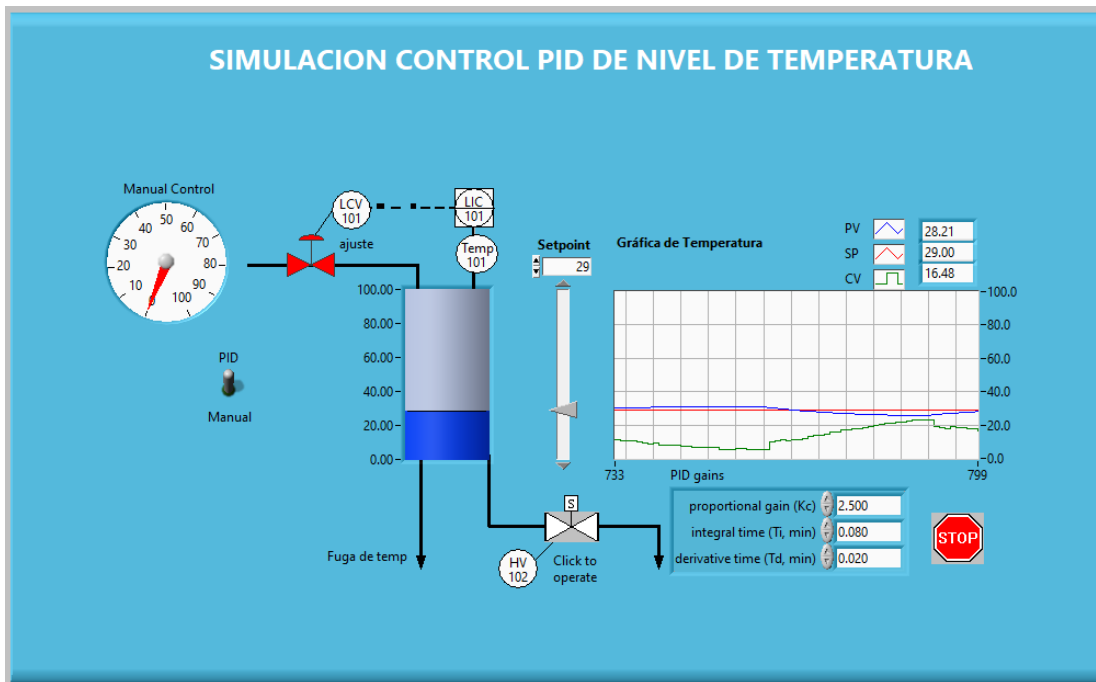 SIMULACION CONTROL PID DE NIVEL DE TEMPERATURA
Manual Control
0
10
20
30
40
50
60
70
80
90
100
PID
Manual
LCV
101
ajuste
LIC
101
Temp
101
100.00
80.00
60.00
40.00
20.00
0.00
Setpoint
29
Gráfica de Temperatura
PV
28.21
SP
29.00
CV
16.48
100.0
80.0
60.0
40.0
20.0
0.0
733
799
PID gains
proportional gain (Kc)
2.500
integral time (Ti, min)
0.080
derivative time (Td, min)
0.020
STOP
Fuga de temp
S
HV
102
Click to
operate